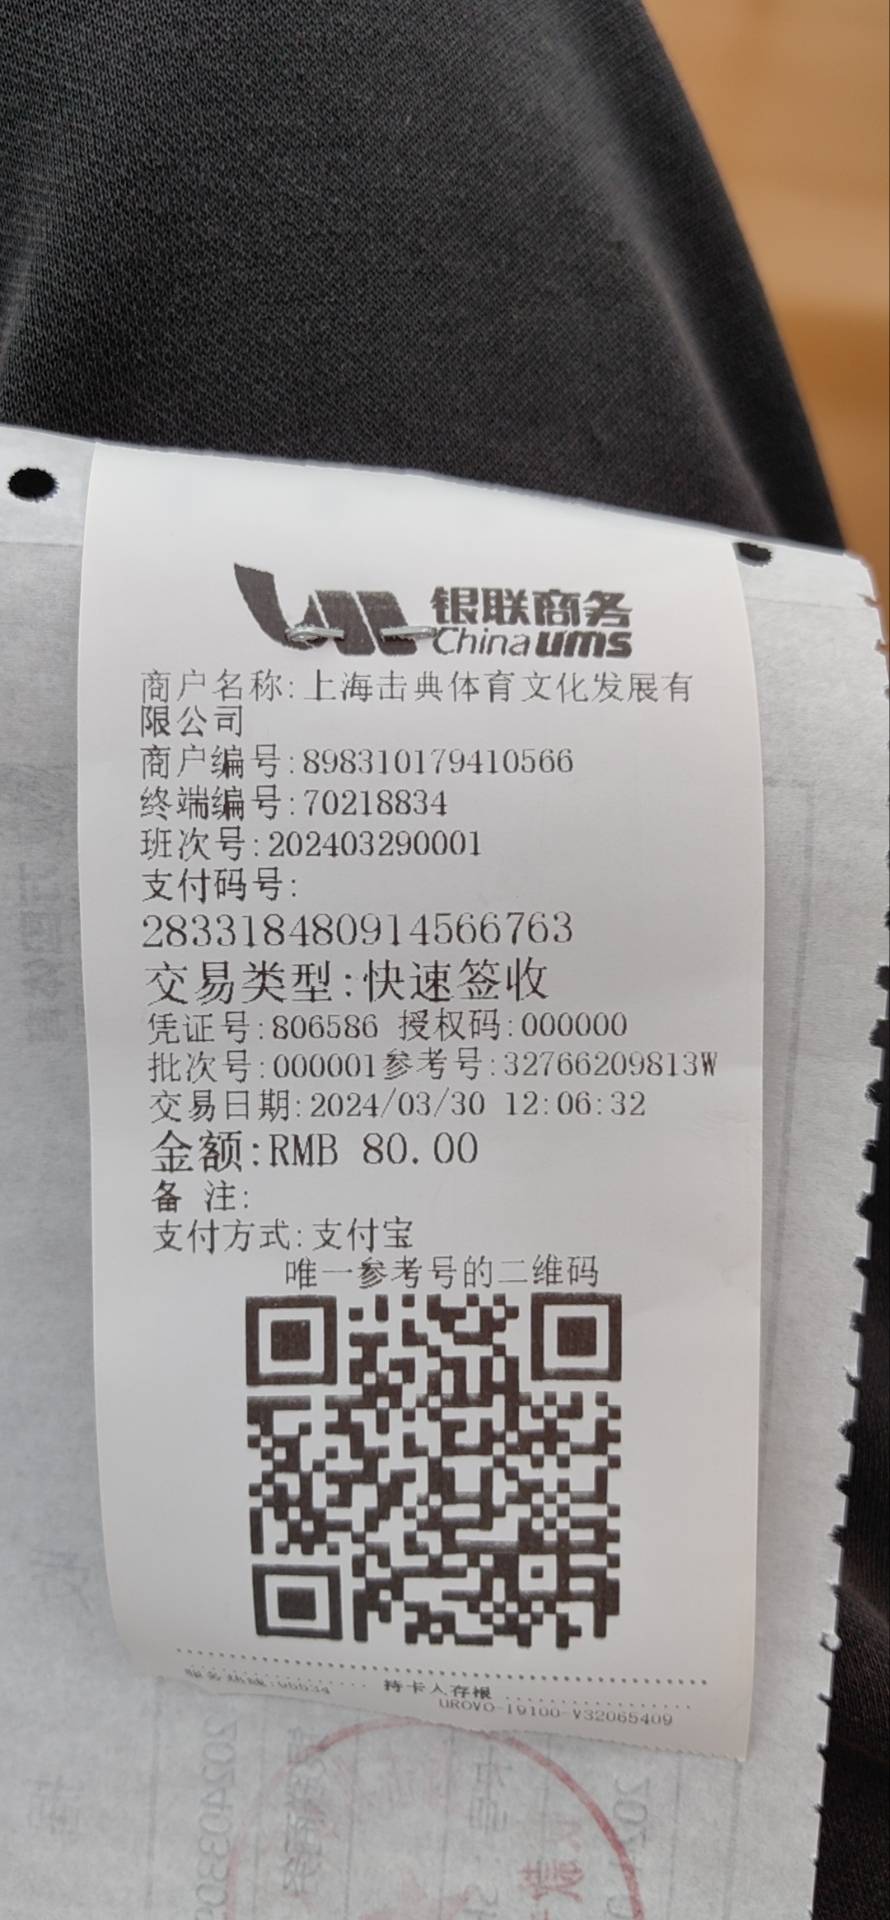 银联商务
China ums
商户名称:上海击典体育文化发展有
限公司
商户编号:898310179410566
终端编号:70218834
班次号:202403290001
支付码号:
283318480914566763
交易类型:快速签收
凭证号:806586 授权码:000000
批次号:000001参考号:32766209813W
交易日期:2024/03/30 12:06:32
金额:RMB 80.00
备 注:
支付方式:支付宝
唯一参考号的二维码
服务热线:95534 持卡人存根
UROVO-I9100-V32065409